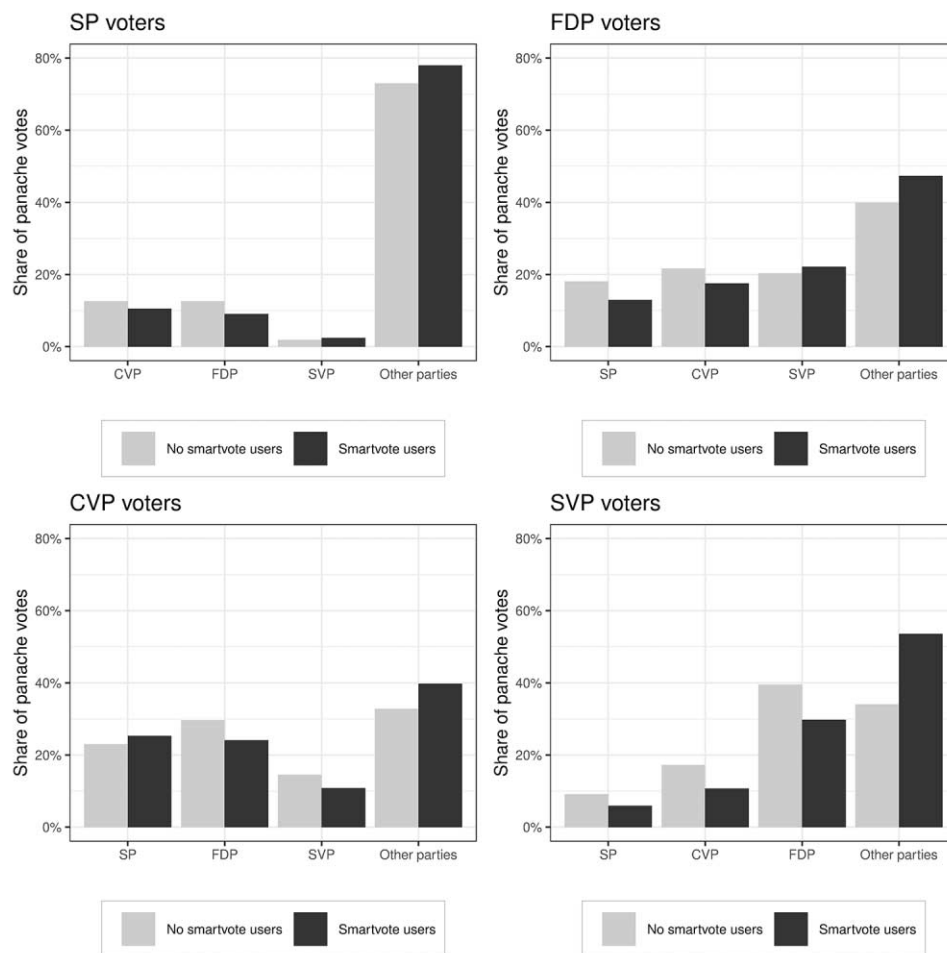 SP voters
Share of panache votes
80%
60%
40%
20%
0%
CVP FDP SVP Other parties
No smartvote users Smartvote users
FDP voters
Share of panache votes
80%
60%
40%
20%
0%
SP CVP SVP Other parties
No smartvote users Smartvote users
CVP voters
Share of panache votes
80%
60%
40%
20%
0%
SP FDP SVP Other parties
No smartvote users Smartvote users
SVP voters
Share of panache votes
80%
60%
40%
20%
0%
SP CVP FDP Other parties
No smartvote users Smartvote users